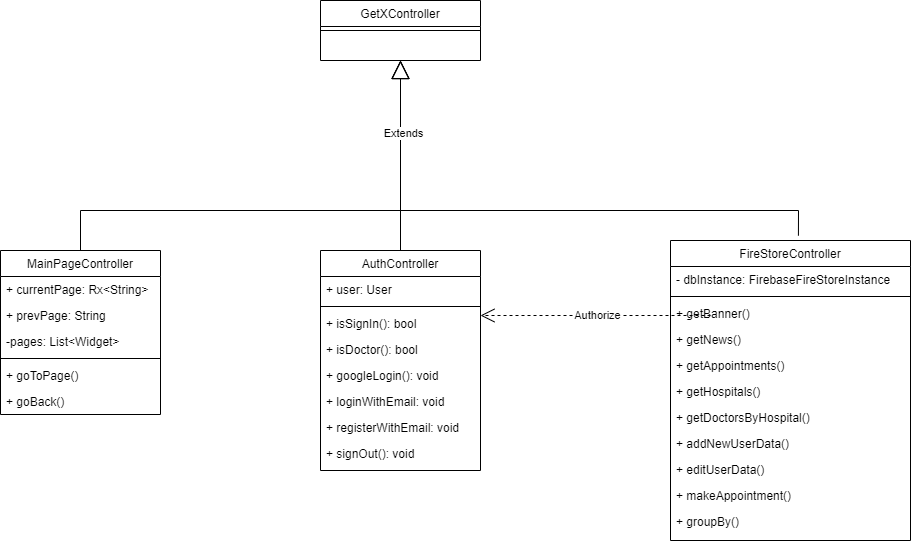 GetXController
Extends
MainPageController
+ currentPage: Rx<String>
+ prevPage: String
-pages: List<Widget>
+ goToPage()
+ goBack()
AuthController
+ user: User
+ isSignIn(): bool
+ isDoctor(): bool
+ googleLogin(): void
+ loginWithEmail: void
+ registerWithEmail: void
+ signOut(): void
Authorize
FireStoreController
- dbInstance: FirebaseFireStoreInstance
+ getBanner()
+ getNews()
+ getAppointments()
+ getHospitals()
+ getDoctorsByHospital()
+ addNewUserData()
+ editUserData()
+ makeAppointment()
+ groupBy()